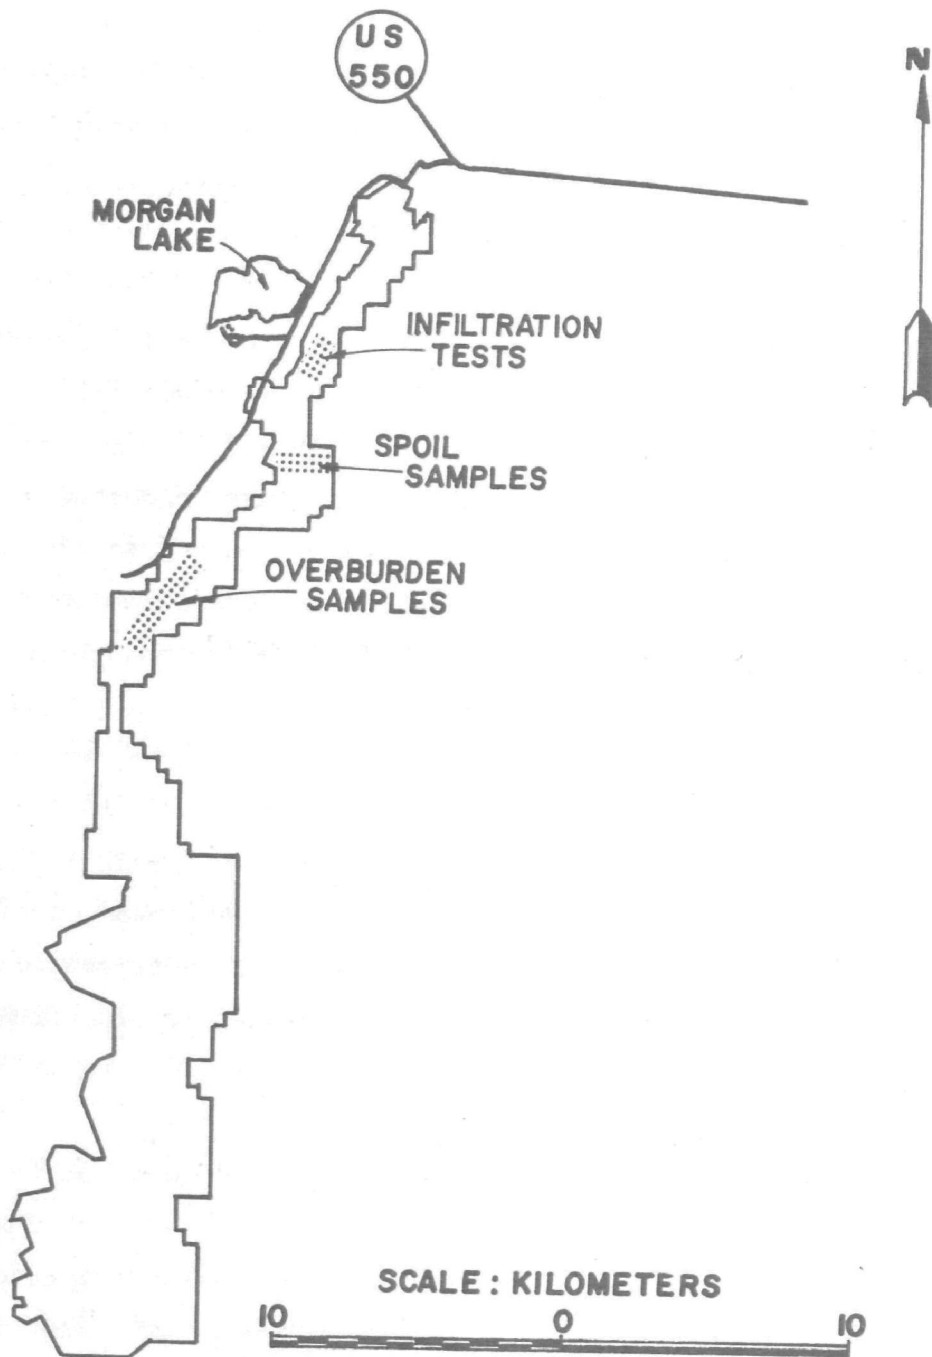 US
550
N
MORGAN
LAKE
INFILTRATION
TESTS
SPOIL
SAMPLES
OVERBURDEN
SAMPLES
SCALE : KILOMETERS
10 0 10